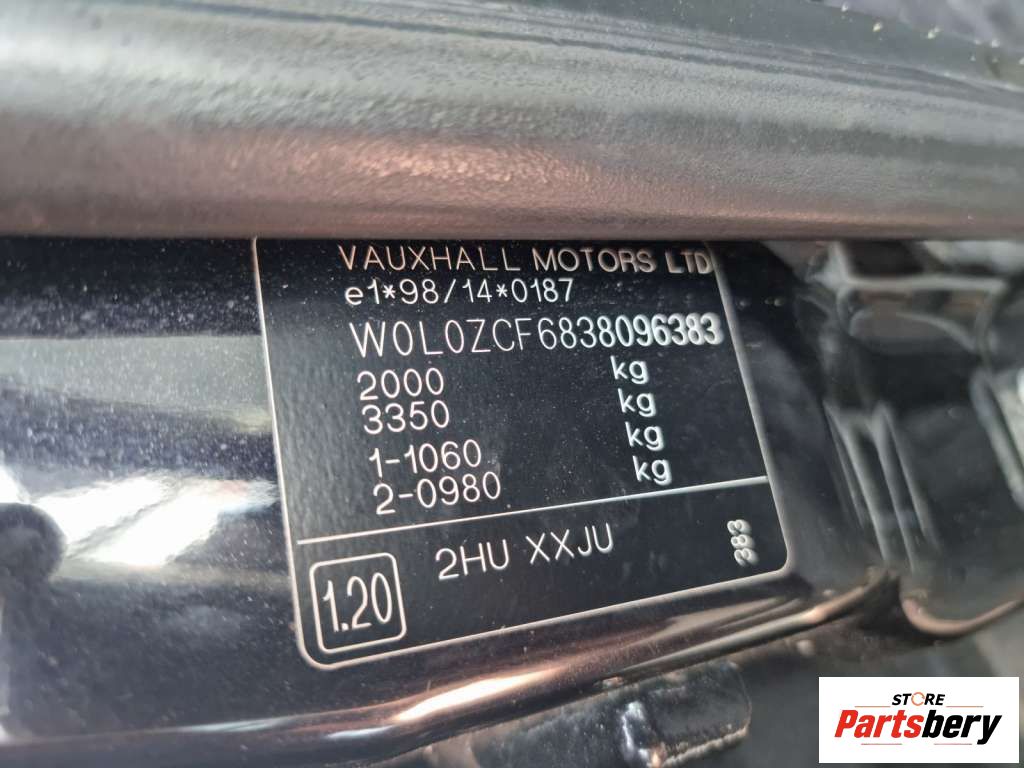 VAUXHALL MOTORS LTD
e1*98/14*0187
W0L0ZCF6838096383
2000 kg
3350 kg
1-1060 kg
2-0980 kg
2HU XXJU
383
1.20
STORE
Partsbery